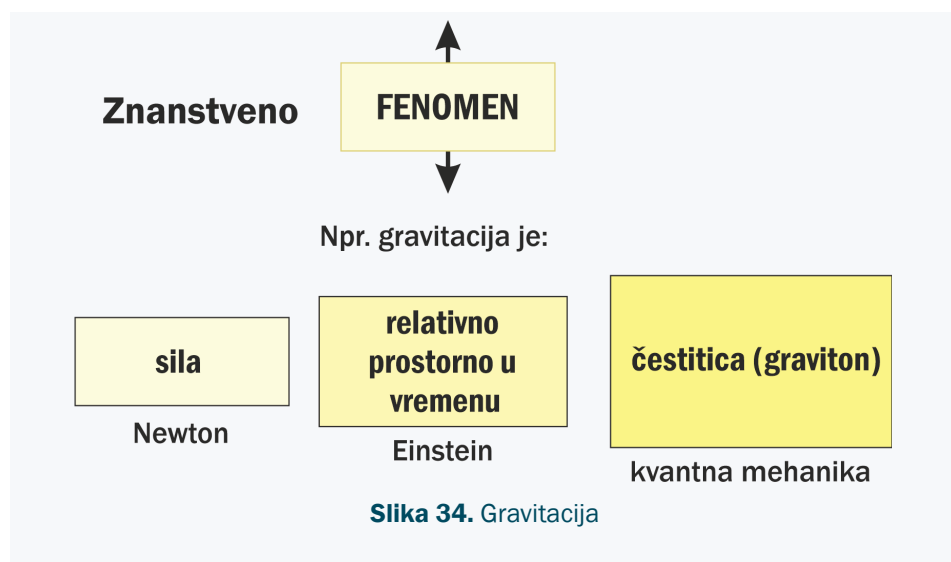 Znanstveno
FENOMEN
Npr. gravitacija je:
sila
Newton
relativno
prostorno u
vremenu
Einstein
čestitica (graviton)
kvantna mehanika
Slika 34. Gravitacija